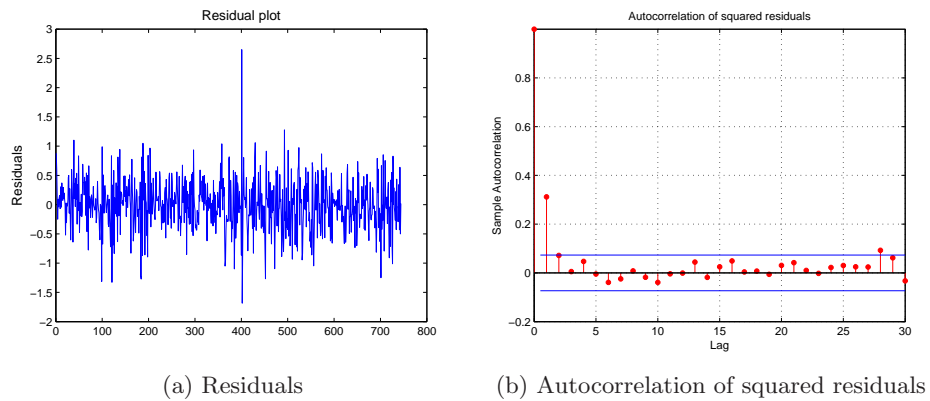 Residual plot
3
2.5
2
1.5
1
0.5
0
−0.5
−1
−1.5
−2
0 100 200 300 400 500 600 700 800
Residuals
(a) Residuals
Autocorrelation of squared residuals
0.8
0.6
0.4
0.2
0
−0.2
0 5 10 15 20 25 30
Sample Autocorrelation
Lag
(b) Autocorrelation of squared residuals